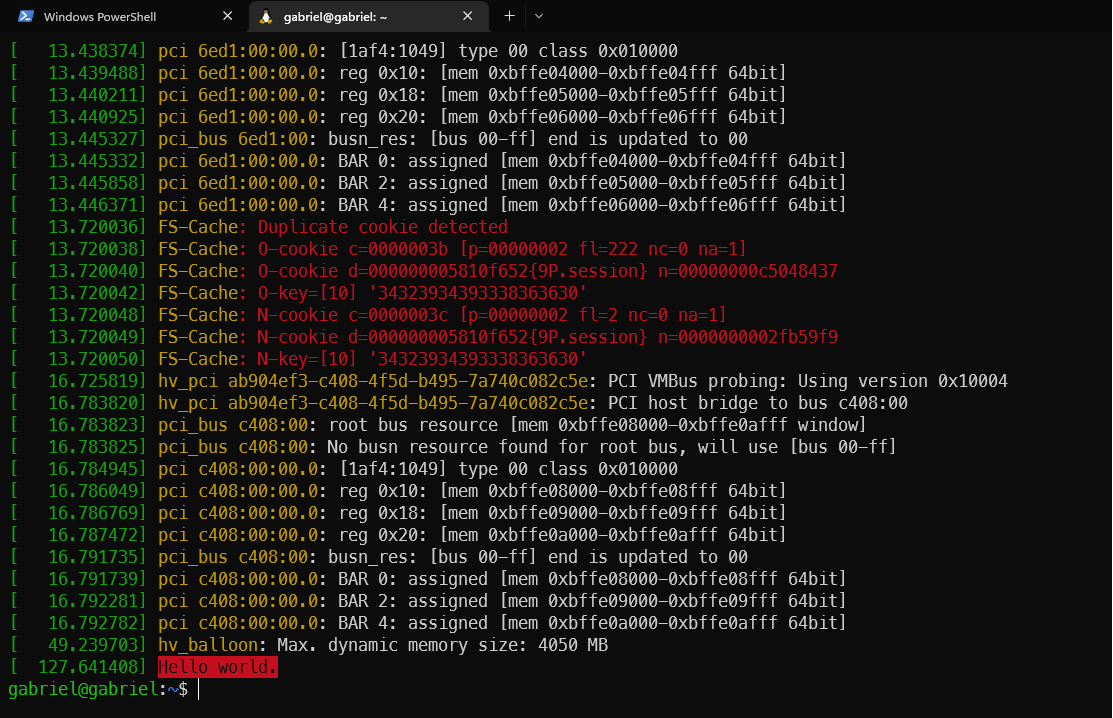 Windows PowerShell
gabriel@gabriel: ~
[   13.438374] pci 6ed1:00:00.0: [1af4:1049] type 00 class 0x010000
[   13.439488] pci 6ed1:00:00.0: reg 0x10: [mem 0xbffe04000-0xbffe04fff 64bit]
[   13.440211] pci 6ed1:00:00.0: reg 0x18: [mem 0xbffe05000-0xbffe05fff 64bit]
[   13.440925] pci 6ed1:00:00.0: reg 0x20: [mem 0xbffe06000-0xbffe06fff 64bit]
[   13.445327] pci_bus 6ed1:00: busn_res: [bus 00-ff] end is updated to 00
[   13.445332] pci 6ed1:00:00.0: BAR 0: assigned [mem 0xbffe04000-0xbffe04fff 64bit]
[   13.445858] pci 6ed1:00:00.0: BAR 2: assigned [mem 0xbffe05000-0xbffe05fff 64bit]
[   13.446371] pci 6ed1:00:00.0: BAR 4: assigned [mem 0xbffe06000-0xbffe06fff 64bit]
[   13.720036] FS-Cache: Duplicate cookie detected
[   13.720038] FS-Cache: O-cookie c=0000003b [p=00000002 fl=222 nc=0 na=1]
[   13.720040] FS-Cache: O-cookie d=000000005810f652{9P.session} n=00000000c5048437
[   13.720042] FS-Cache: O-key=[10] '34323934393338363630'
[   13.720048] FS-Cache: N-cookie c=0000003c [p=00000002 fl=2 nc=0 na=1]
[   13.720049] FS-Cache: N-cookie d=000000005810f652{9P.session} n=0000000002fb59f9
[   13.720050] FS-Cache: N-key=[10] '34323934393338363630'
[   16.725819] hv_pci ab904ef3-c408-4f5d-b495-7a740c082c5e: PCI VMBus probing: Using version 0x10004
[   16.783820] hv_pci ab904ef3-c408-4f5d-b495-7a740c082c5e: PCI host bridge to bus c408:00
[   16.783823] pci_bus c408:00: root bus resource [mem 0xbffe08000-0xbffe0afff window]
[   16.783825] pci_bus c408:00: No busn resource found for root bus, will use [bus 00-ff]
[   16.784945] pci c408:00:00.0: [1af4:1049] type 00 class 0x010000
[   16.786049] pci c408:00:00.0: reg 0x10: [mem 0xbffe08000-0xbffe08fff 64bit]
[   16.786769] pci c408:00:00.0: reg 0x18: [mem 0xbffe09000-0xbffe09fff 64bit]
[   16.787472] pci c408:00:00.0: reg 0x20: [mem 0xbffe0a000-0xbffe0afff 64bit]
[   16.791735] pci_bus c408:00: busn_res: [bus 00-ff] end is updated to 00
[   16.791739] pci c408:00:00.0: BAR 0: assigned [mem 0xbffe08000-0xbffe08fff 64bit]
[   16.792281] pci c408:00:00.0: BAR 2: assigned [mem 0xbffe09000-0xbffe09fff 64bit]
[   16.792782] pci c408:00:00.0: BAR 4: assigned [mem 0xbffe0a000-0xbffe0afff 64bit]
[   49.239703] hv_balloon: Max. dynamic memory size: 4050 MB
[  127.641408] Hello world.
gabriel@gabriel:~$